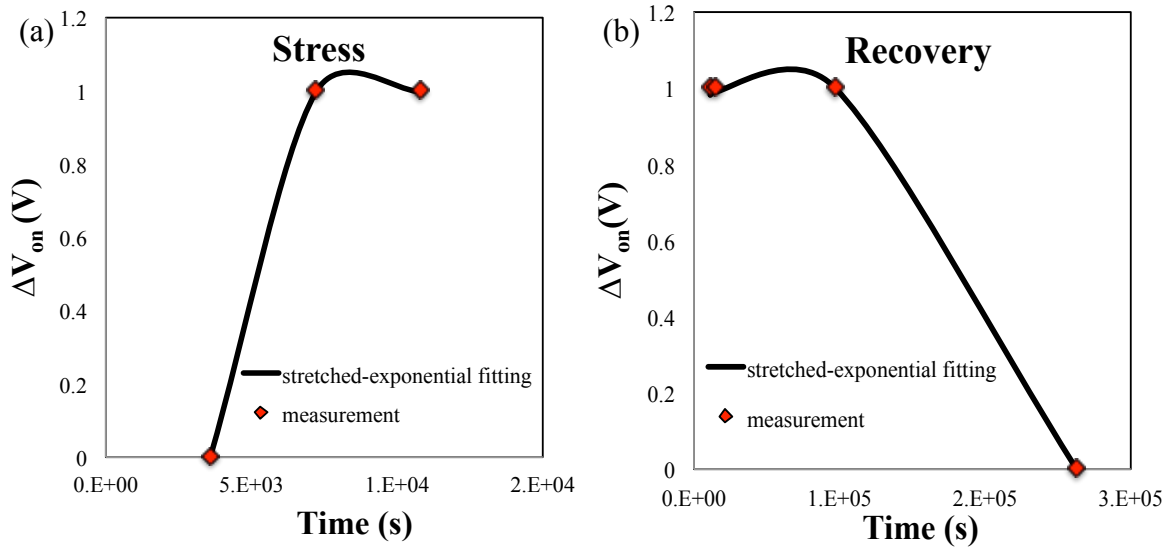 (a)
Stress
ΔVon (V)
1.2
1
0.8
0.6
0.4
0.2
0
stretched-exponential fitting
measurement
0.E+00
5.E+03
1.E+04
2.E+04
Time (s)
(b)
Recovery
ΔVon(V)
1.2
1
0.8
0.6
0.4
0.2
0
stretched-exponential fitting
measurement
0.E+00
1.E+05
2.E+05
3.E+05
Time (s)